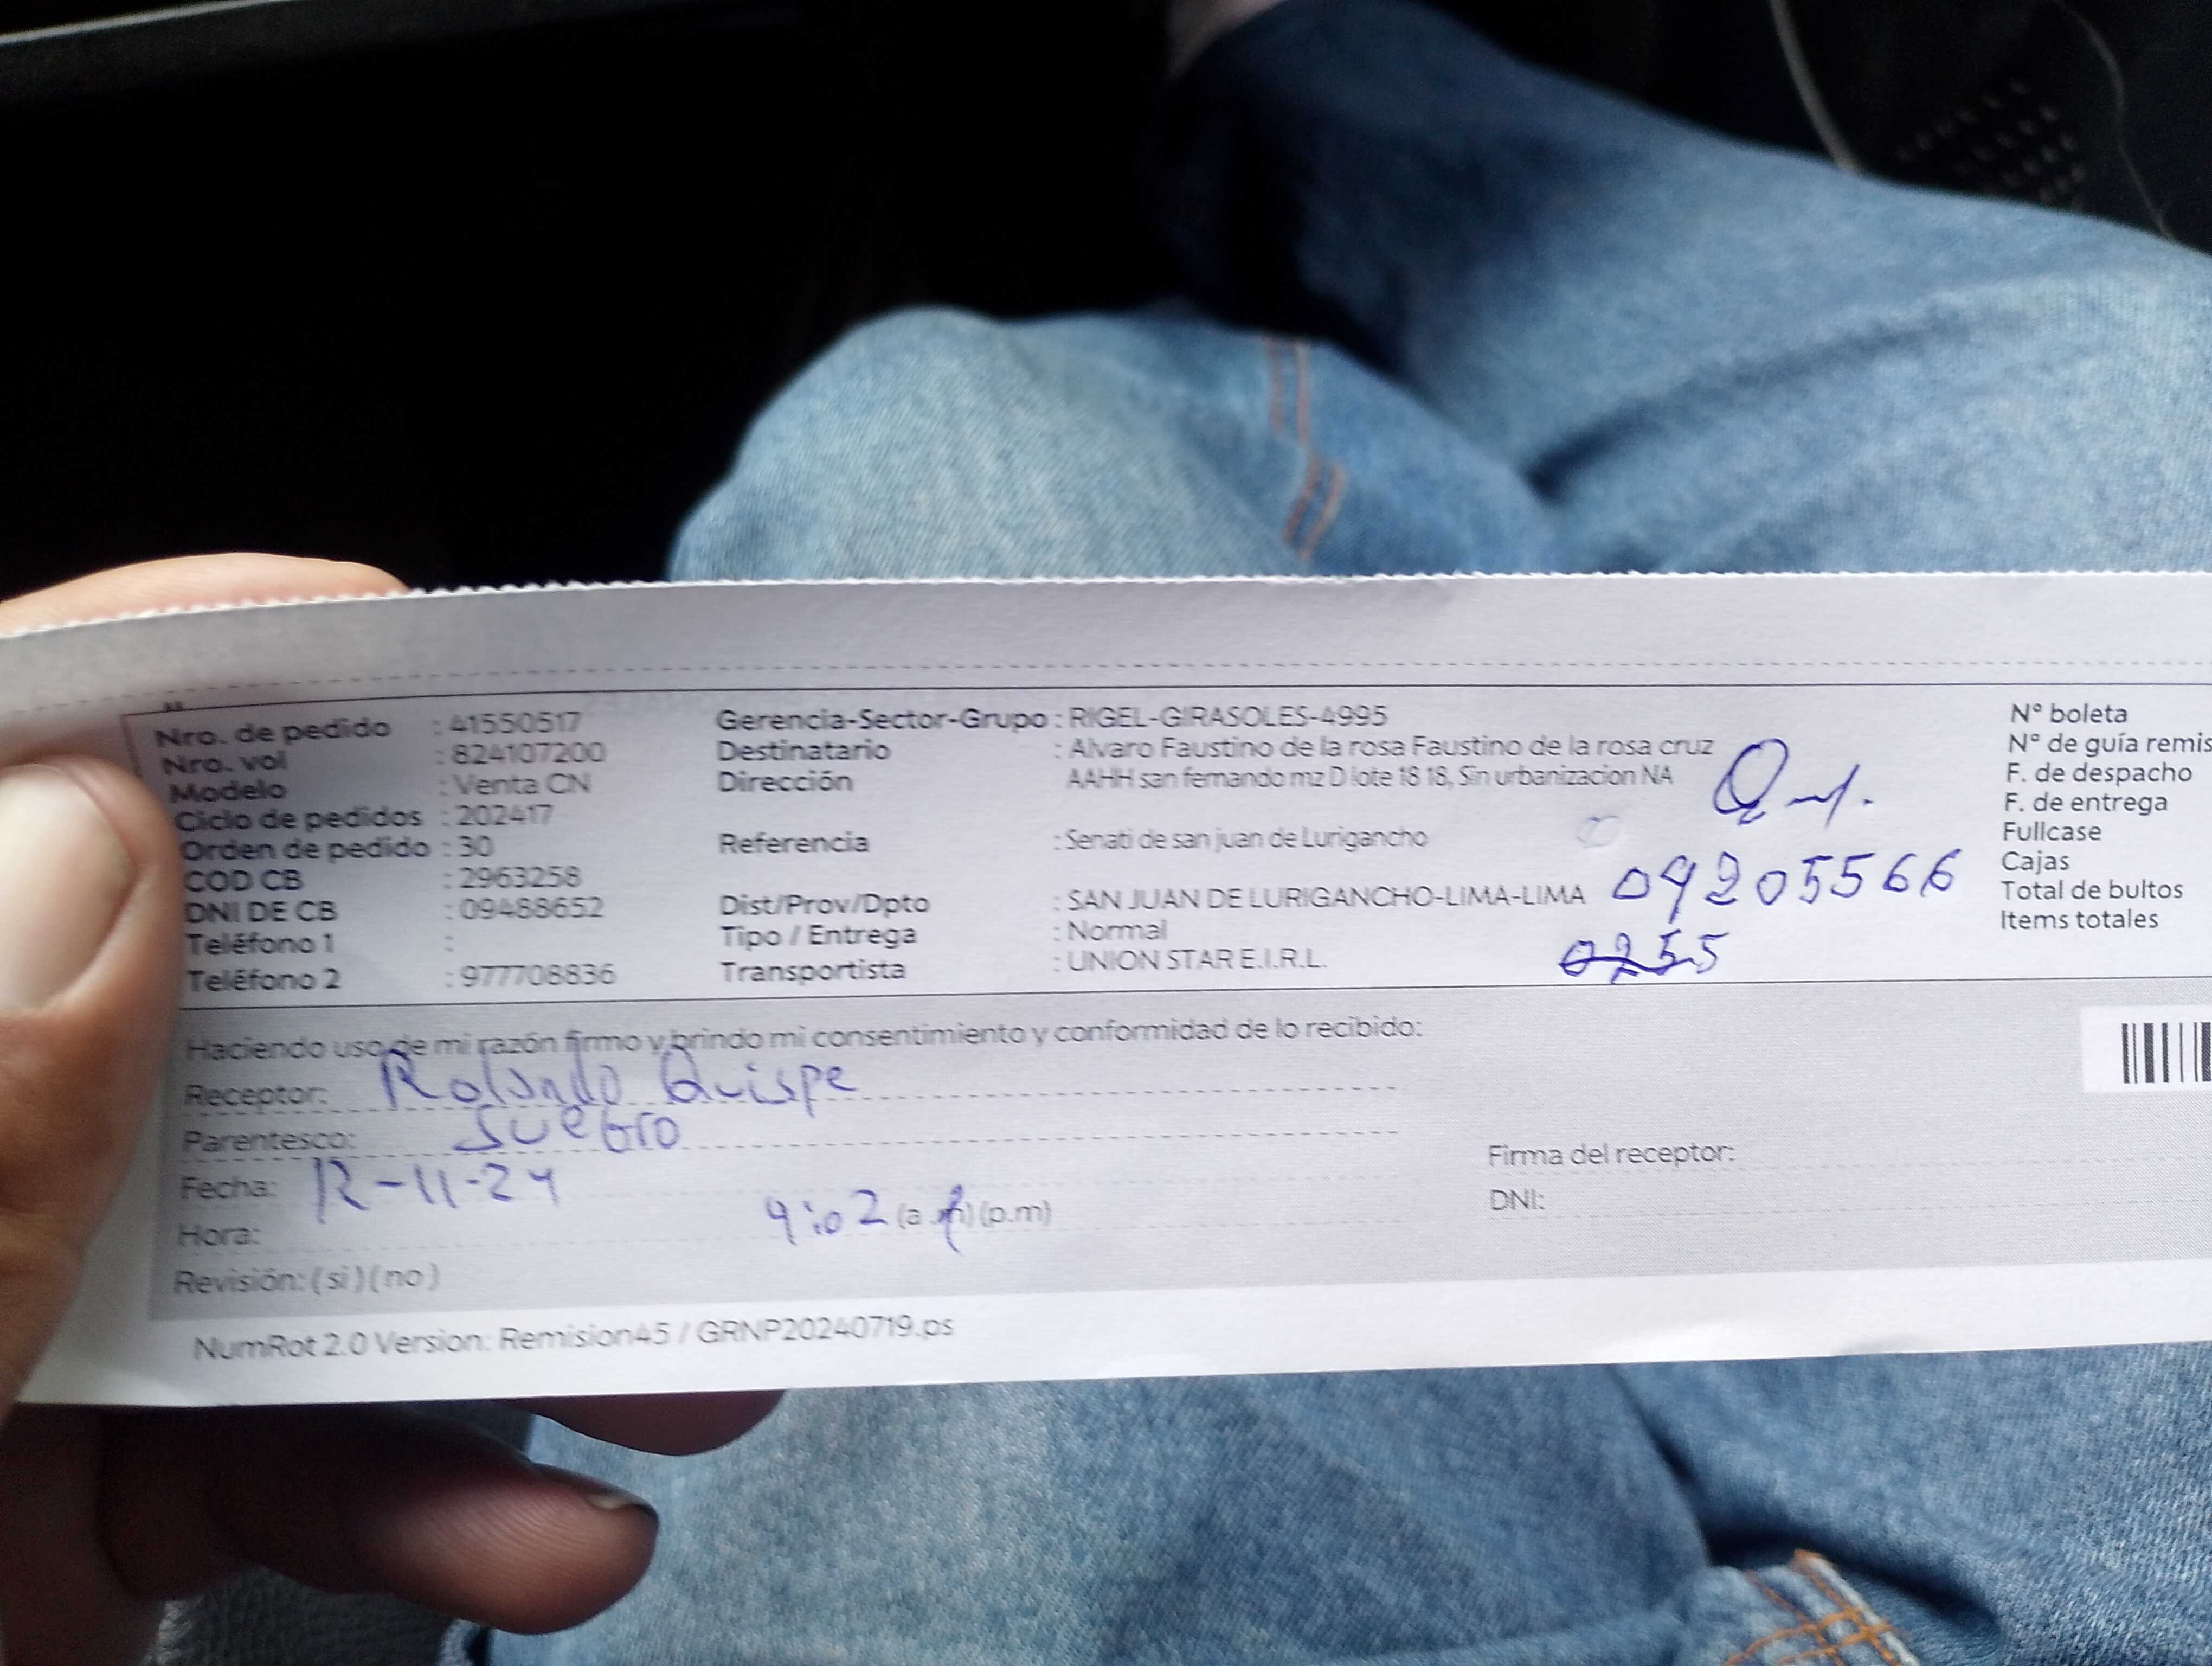 Nro. de pedido : 41550517 Gerencia-Sector-Grupo : RIGEL-GIRASOLES-4995 N° boleta
Nro. vol : 824107200 Destinatario : Alvaro Faustino de la rosa Faustino de la rosa cruz N° de guía remis
Modelo : Venta CN Dirección AAHH san fernando mz D lote 18 18, Sin urbanizacion NA F. de despacho
Ciclo de pedidos : 202417 F. de entrega
Orden de pedido : 30 Referencia : Senati de san juan de Lurigancho Fullcase
COD CB : 2963258 Cajas
DNI DE CB : 09488652 Dist/Prov/Dpto : SAN JUAN DE LURIGANCHO-LIMA-LIMA 09205566 Total de bultos
Teléfono 1 : Tipo / Entrega : Normal Items totales
Teléfono 2 : 977708836 Transportista : UNION STAR E.I.R.L. 0255
Haciendo uso de mi razón firmo y brindo mi consentimiento y conformidad de lo recibido:
Receptor: Rolando Quispe
Parentesco: Suegro
Firma del receptor:
Fecha: 12-11-24
DNI:
Hora: 4:02 (a.m) (p.m)
Revisión: ( si ) ( no )
NumRot 2.0 Version: Remision45 / GRNP20240719.ps